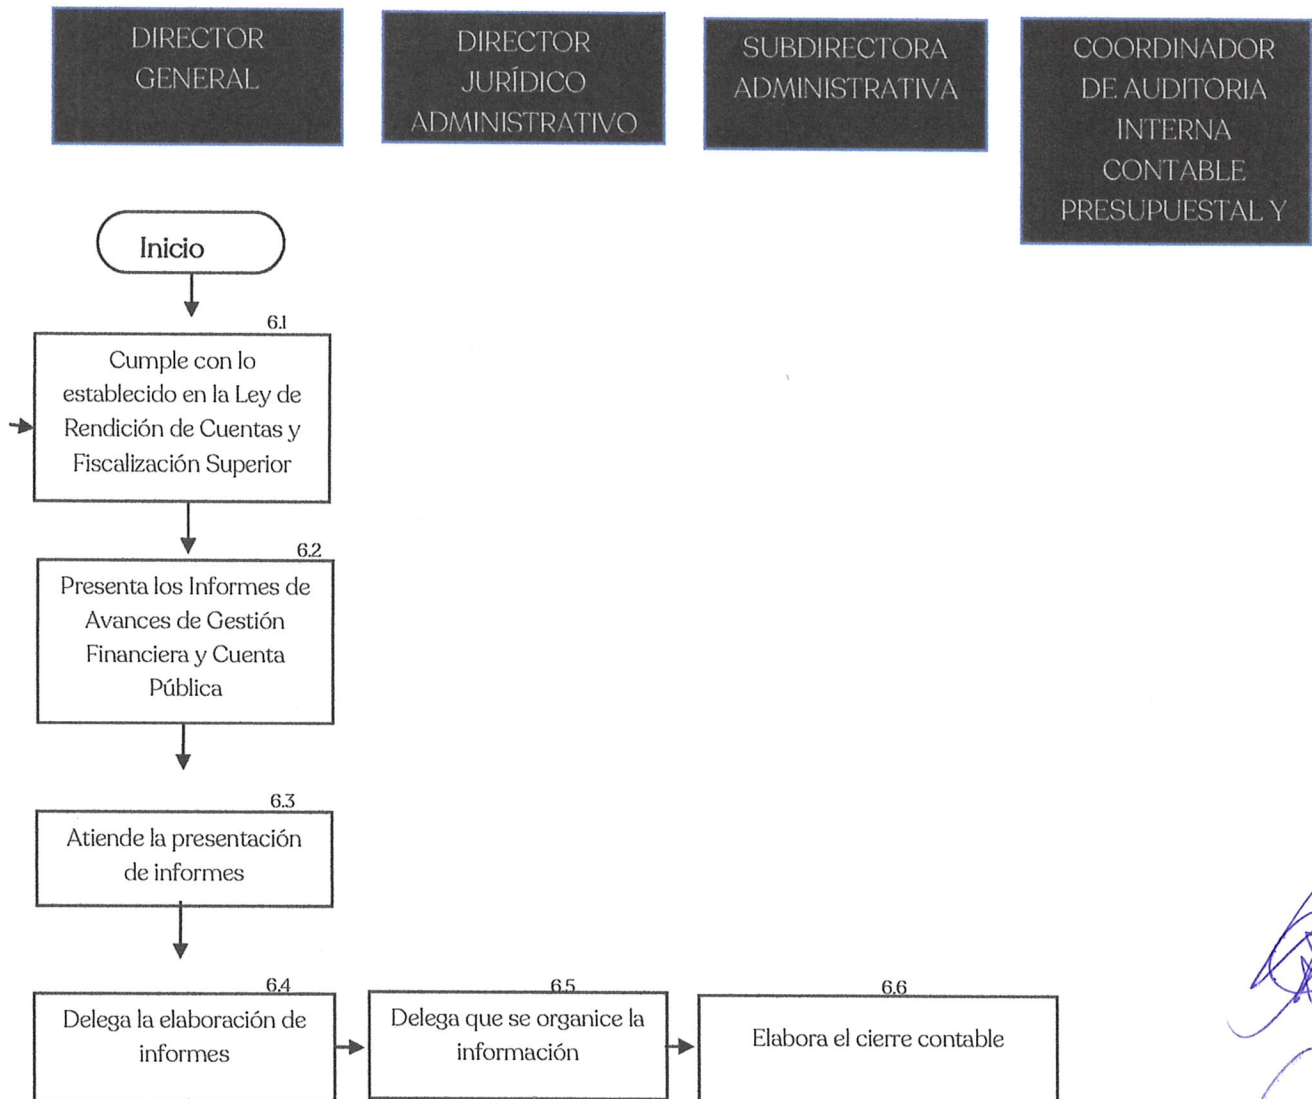 DIRECTOR
GENERAL
DIRECTOR
JURÍDICO
ADMINISTRATIVO
SUBDIRECTORA
ADMINISTRATIVA
COORDINADOR
DE AUDITORIA
INTERNA
CONTABLE
PRESUPUESTAL Y
Inicio
6.1
Cumple con lo
establecido en la Ley de
Rendición de Cuentas y
Fiscalización Superior
6.2
Presenta los Informes de
Avances de Gestión
Financiera y Cuenta
Pública
6.3
Atiende la presentación
de informes
6.4
Delega la elaboración de
informes
6.5
Delega que se organice la
información
6.6
Elabora el cierre contable